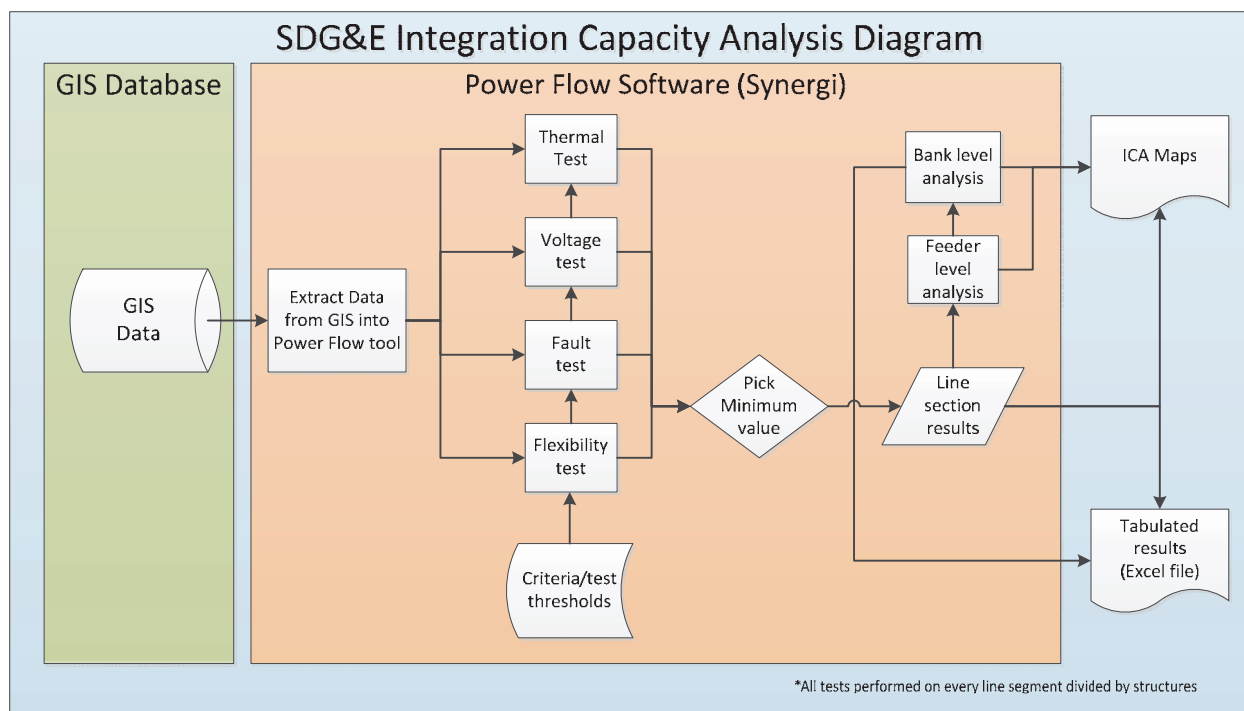 SDG&E Integration Capacity Analysis Diagram
GIS Database
Power Flow Software (Synergi)
GIS
Data
Extract Data
from GIS into
Power Flow tool
Thermal
Test
Voltage
test
Fault
test
Flexibility
test
Criteria/test
thresholds
Pick
Minimum
value
Bank level
analysis
Feeder
level
analysis
Line
section
results
ICA Maps
Tabulated
results
(Excel file)
*All tests performed on every line segment divided by structures